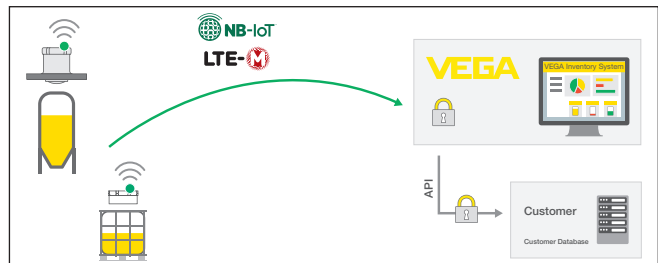 NB-IoT
LTE-M
VEGA
VEGA Inventory System
API
Customer
Customer Database